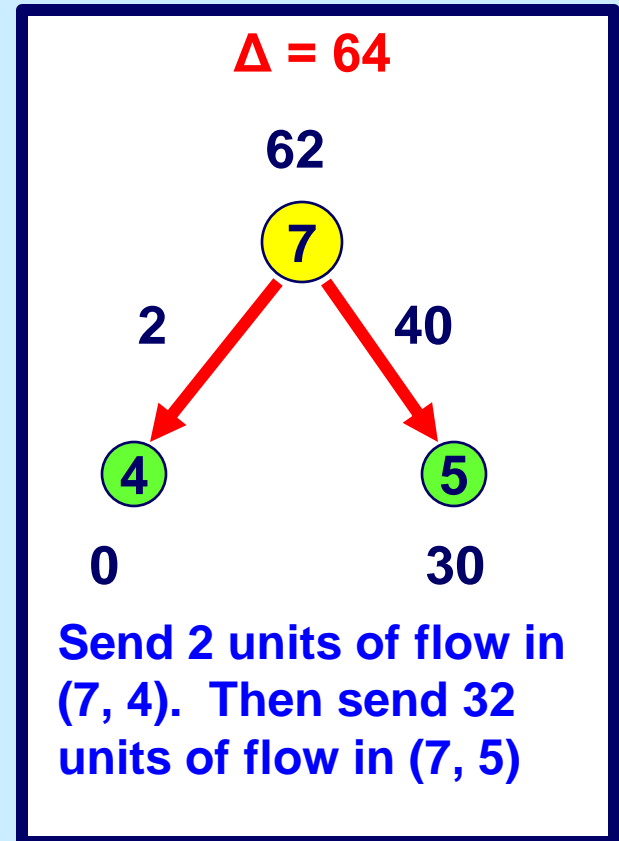 Δ = 64
62
7
2 40
4 5
0 30
Send 2 units of flow in
(7, 4). Then send 32
units of flow in (7, 5)